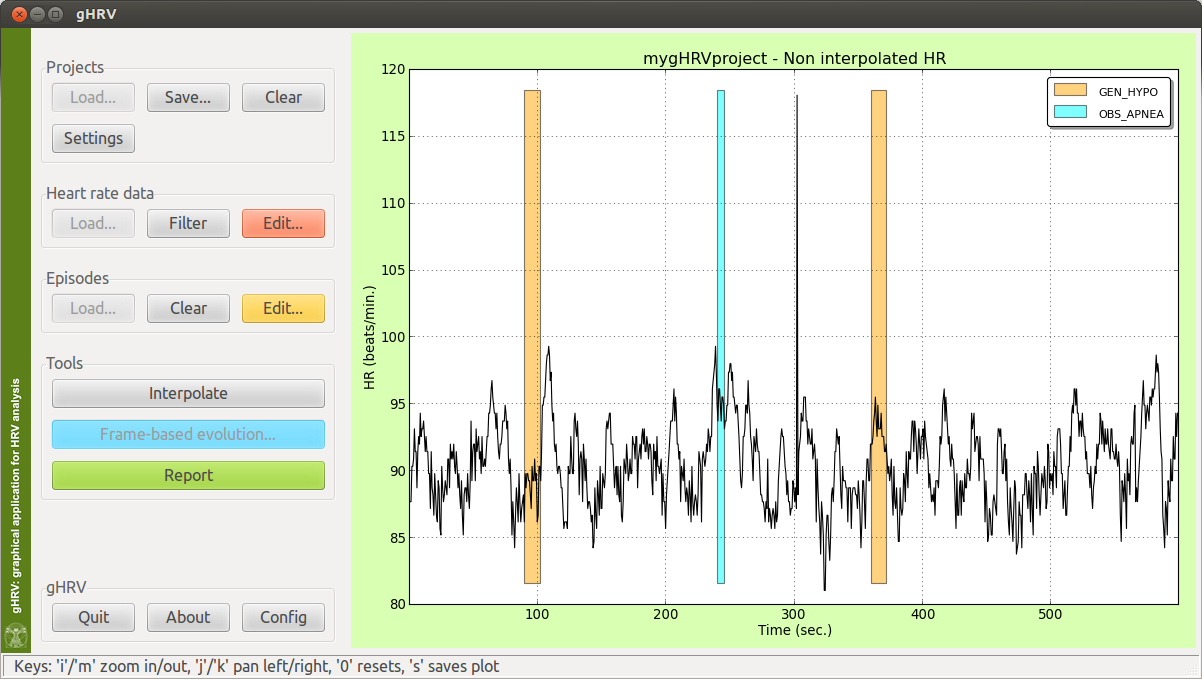 gHRV
Projects
Load... Save... Clear
Settings
Heart rate data
Load... Filter Edit...
Episodes
Load... Clear Edit...
Tools
Interpolate
Frame-based evolution...
Report
gHRV
Quit About Config
gHRV: graphical application for HRV analysis
mygHRVproject - Non interpolated HR
GEN_HYPO
OBS_APNEA
HR (beats/min.)
120
115
110
105
100
95
90
85
80
100 200 300 400 500
Time (sec.)
Keys: 'i'/'m' zoom in/out, 'j'/'k' pan left/right, '0' resets, 's' saves plot